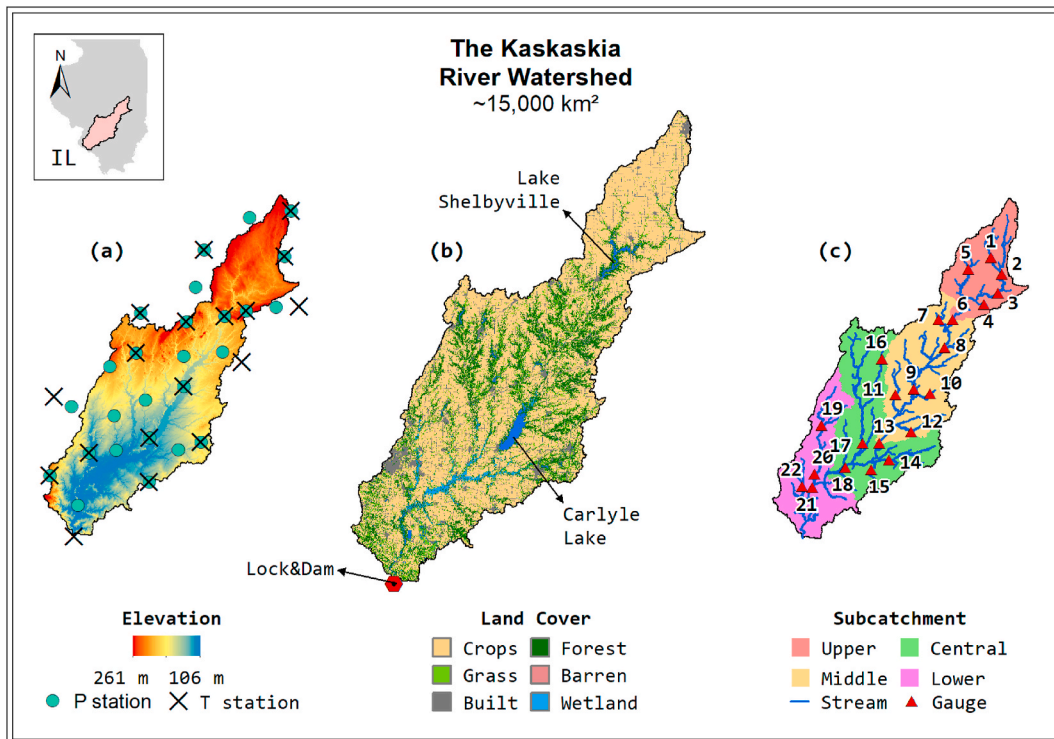 The Kaskaskia
River Watershed
~15,000 km²
N
IL
Lake
Shelbyville
(a)
(b)
(c)
1
5
2
3
6
4
7
8
16
9
10
11
19
12
13
17
14
20
22
18
15
21
Carlyle
Lake
Lock&Dam
Elevation
261 m 106 m
P station T station
Land Cover
Crops Forest
Grass Barren
Built Wetland
Subcatchment
Upper Central
Middle Lower
Stream Gauge